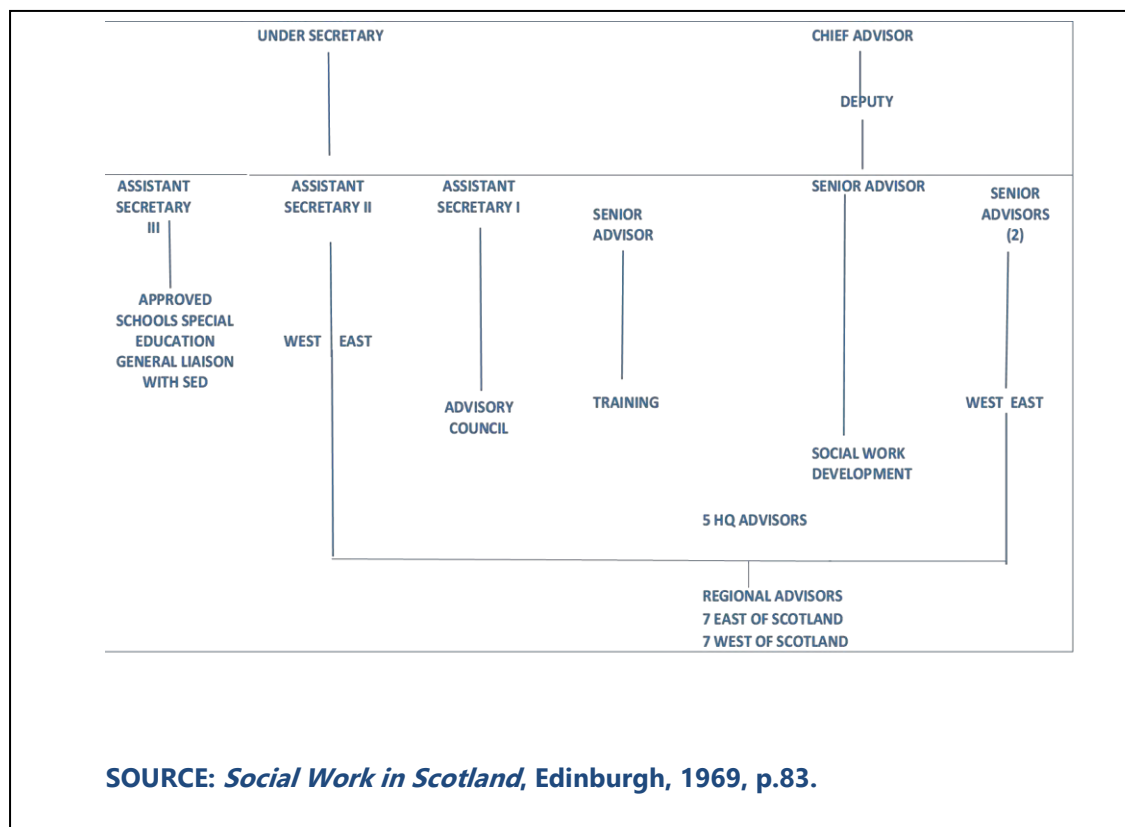 UNDER SECRETARY
CHIEF ADVISOR
DEPUTY
ASSISTANT
SECRETARY
III
ASSISTANT
SECRETARY II
ASSISTANT
SECRETARY I
SENIOR
ADVISOR
SENIOR ADVISOR
SENIOR
ADVISORS
(2)
APPROVED
SCHOOLS SPECIAL
EDUCATION
GENERAL LIAISON
WITH SED
WEST EAST
ADVISORY
COUNCIL
TRAINING
WEST EAST
SOCIAL WORK
DEVELOPMENT
5 HQ ADVISORS
REGIONAL ADVISORS
7 EAST OF SCOTLAND
7 WEST OF SCOTLAND
SOURCE: Social Work in Scotland, Edinburgh, 1969, p.83.